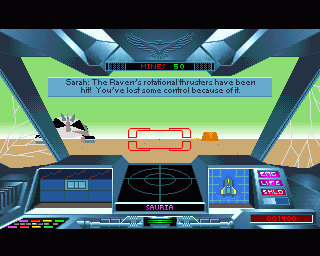 MINES 50
Sarah: The Raven's rotational thrusters have been
hit! You've lost some control because of it.
ENG
LIFE
SHLD
SAURIA
001400